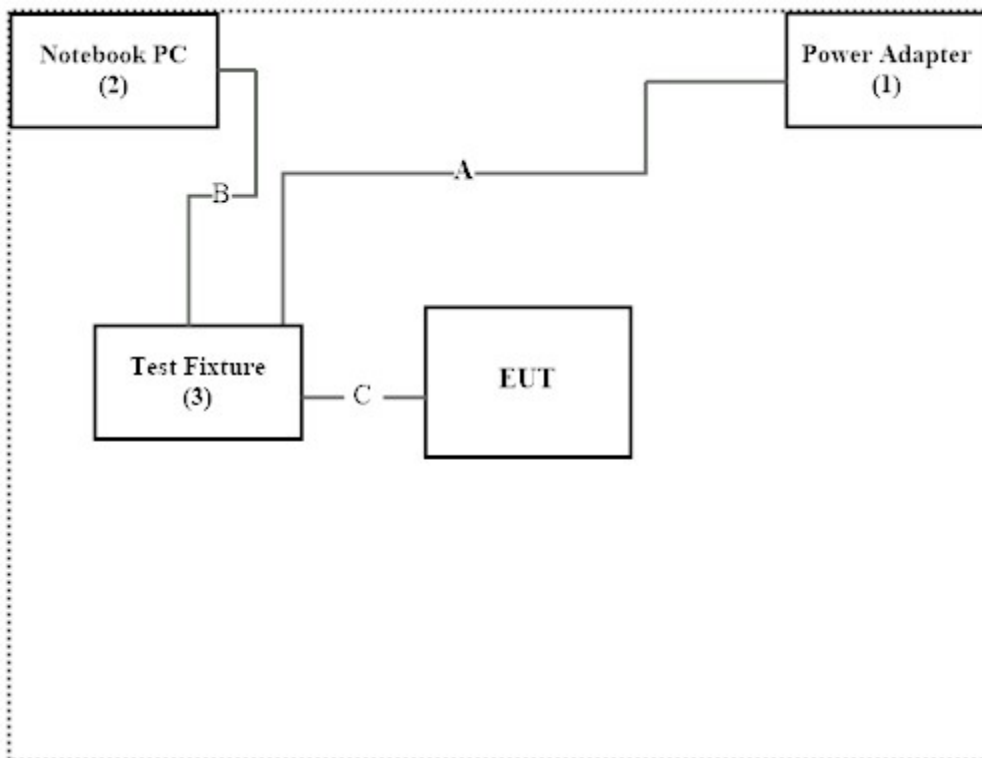 Notebook PC
(2)
Power Adapter
(1)
A
B
Test Fixture
(3)
C
EUT